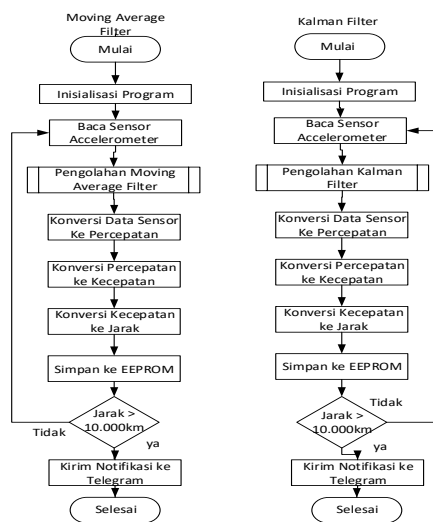 Moving Average
Filter
Mulai
Inisialisasi Program
Baca Sensor
Accelerometer
Pengolahan Moving
Average Filter
Konversi Data Sensor
Ke Percepatan
Konversi Percepatan
ke Kecepatan
Konversi Kecepatan
ke Jarak
Simpan ke EEPROM
Jarak >
10.000km
Tidak
ya
Kirim Notifikasi ke
Telegram
Selesai
Kalman Filter
Mulai
Inisialisasi Program
Baca Sensor
Accelerometer
Pengolahan Kalman
Filter
Konversi Data Sensor
Ke Percepatan
Konversi Percepatan
ke Kecepatan
Konversi Kecepatan
ke Jarak
Simpan ke EEPROM
Jarak >
10.000km
Tidak
ya
Kirim Notifikasi ke
Telegram
Selesai